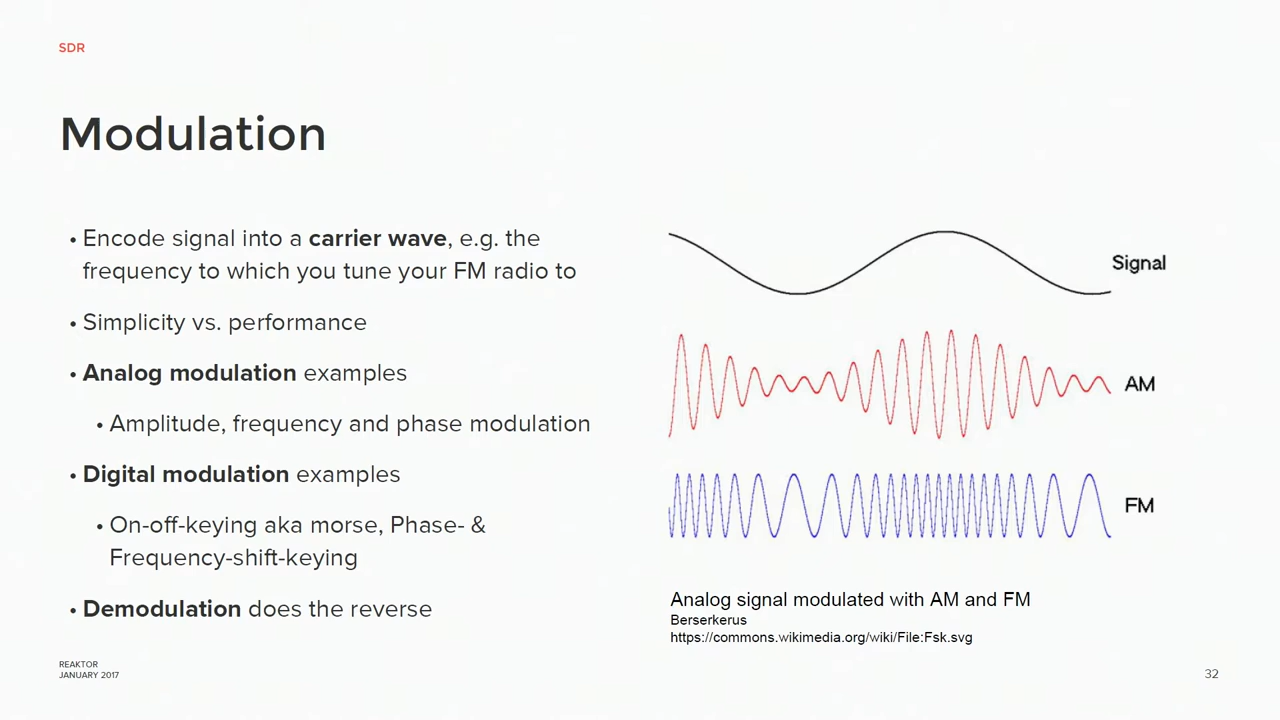 SDR
Modulation
• Encode signal into a carrier wave, e.g. the
frequency to which you tune your FM radio to
• Simplicity vs. performance
• Analog modulation examples
• Amplitude, frequency and phase modulation
• Digital modulation examples
• On-off-keying aka morse, Phase- &
Frequency-shift-keying
• Demodulation does the reverse
Signal
AM
FM
Analog signal modulated with AM and FM
Berserkerus
https://commons.wikimedia.org/wiki/File:Fsk.svg
REAKTOR
JANUARY 2017
32